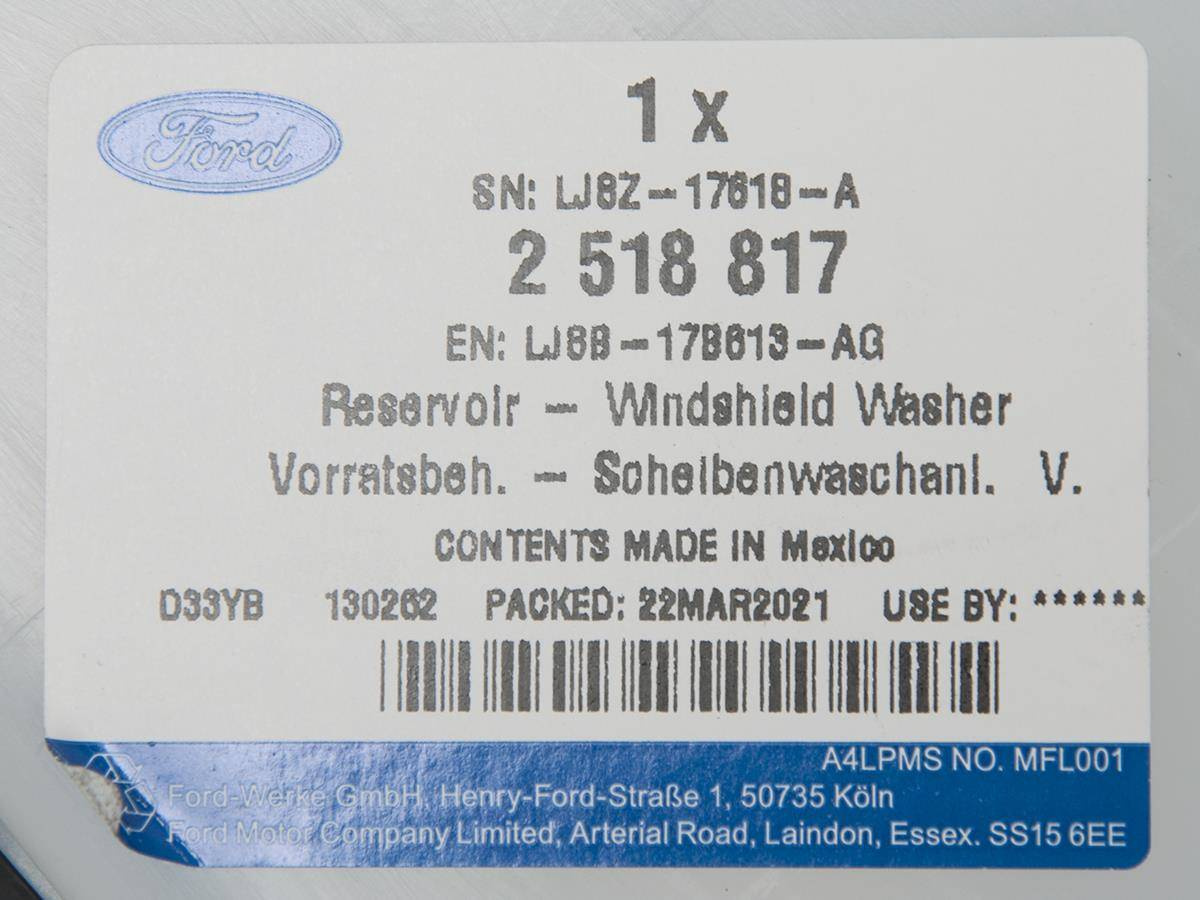 Ford
1 x
SN: LJ8Z-17618-A
2 518 817
EN: LJ8B-17B613-AG
Reservoir - Windshield Washer
Vorratsbeh. - Scheibenwaschanl. V.
CONTENTS MADE IN Mexico
D33YB 130262 PACKED: 22MAR2021 USE BY: ******
A4LPMS NO. MFL001
Ford-Werke GmbH, Henry-Ford-Straße 1, 50735 Köln
Ford Motor Company Limited, Arterial Road, Laindon, Essex. SS15 6EE